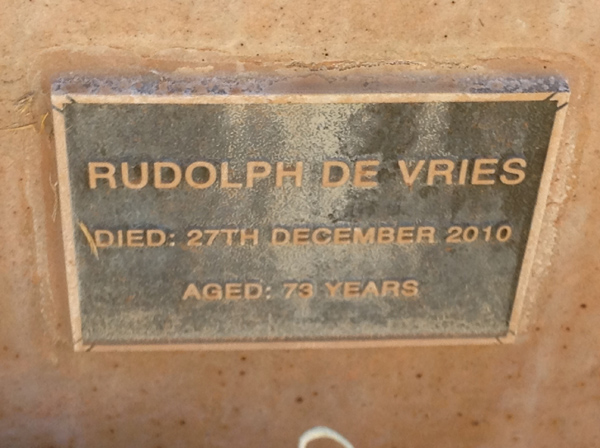 RUDOLPH DE VRIES
DIED: 27TH DECEMBER 2010
AGED: 73 YEARS